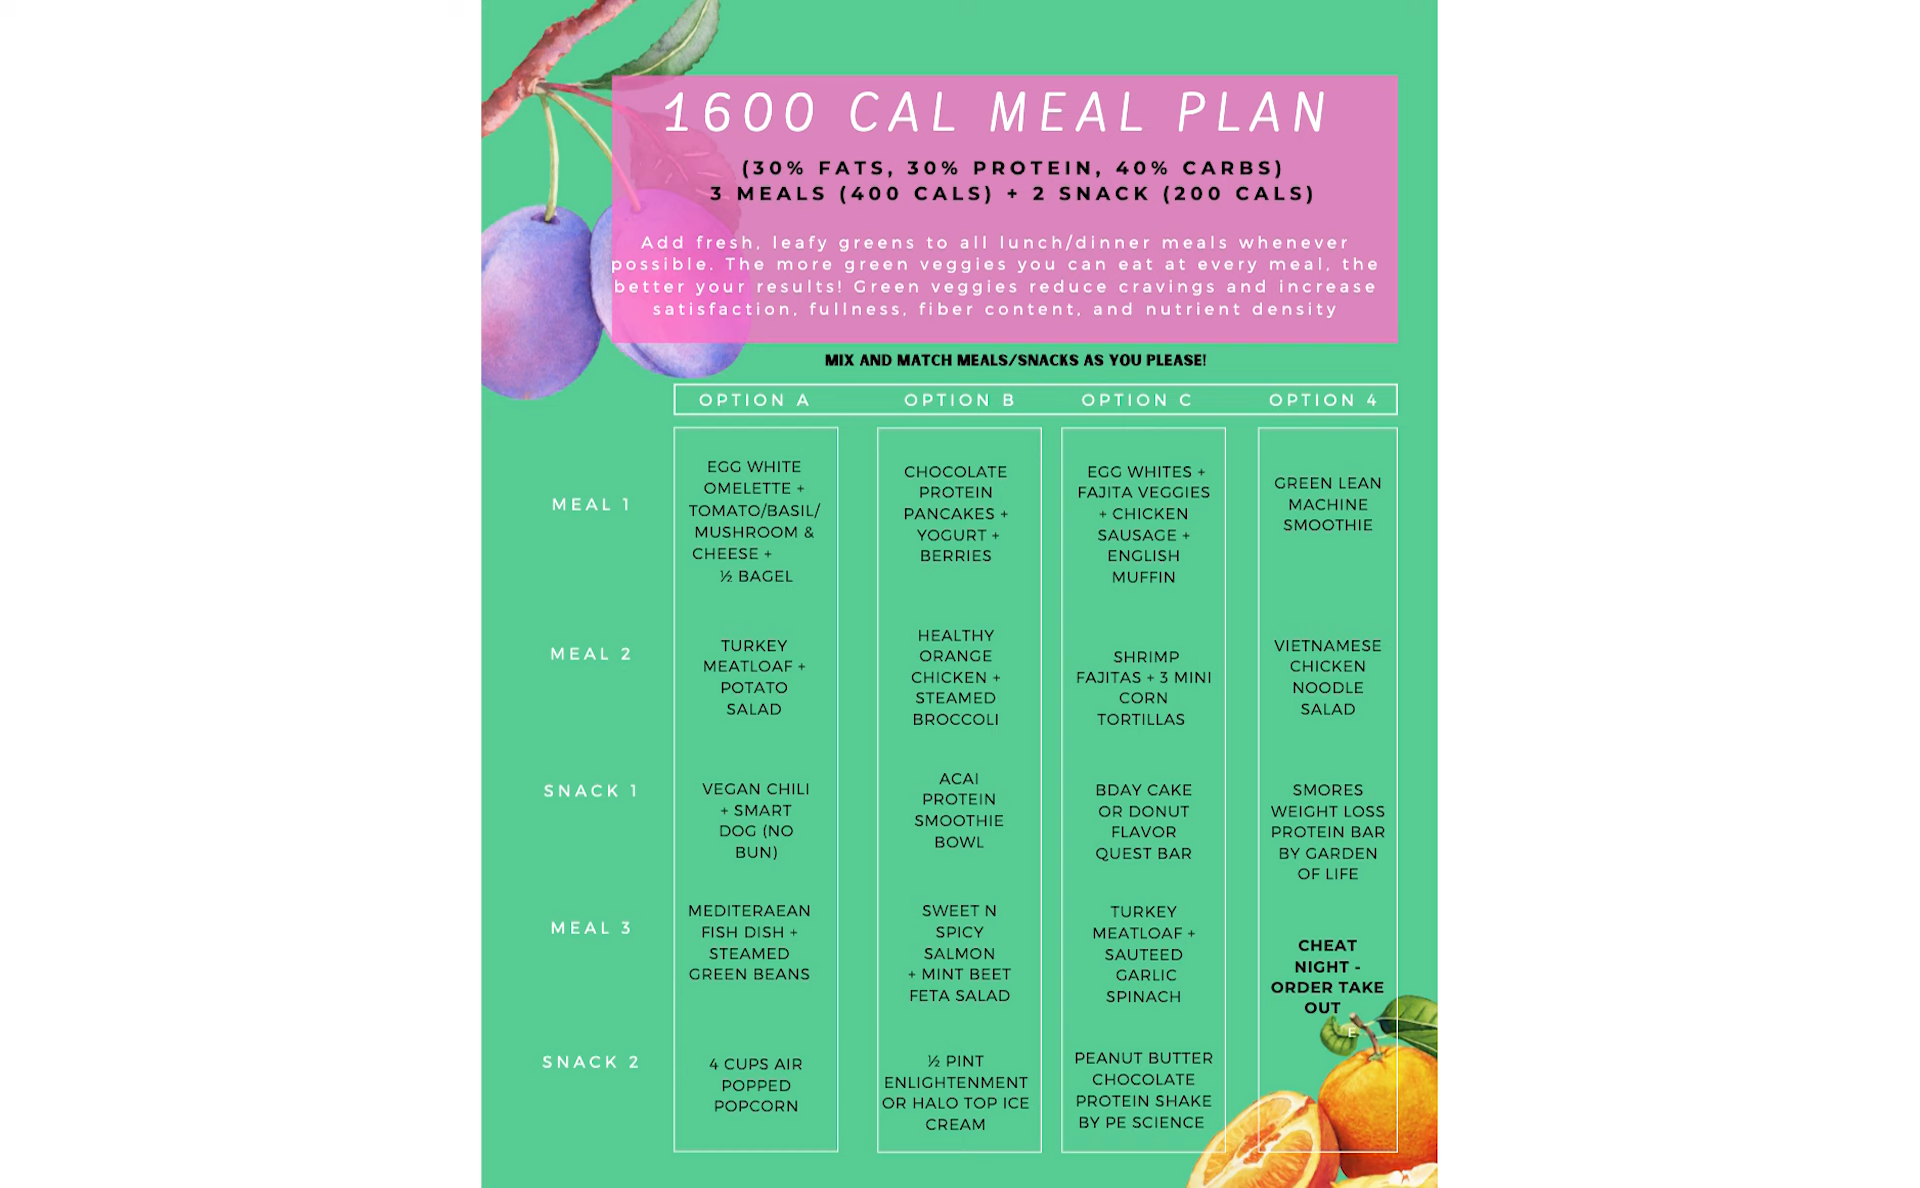 1600 CAL MEAL PLAN
(30% FATS, 30% PROTEIN, 40% CARBS)
3 MEALS (400 CALS) + 2 SNACK (200 CALS)
Add fresh, leafy greens to all lunch/dinner meals whenever
possible. The more green veggies you can eat at every meal, the
better your results! Green veggies reduce cravings and increase
satisfaction, fullness, fiber content, and nutrient density
MIX AND MATCH MEALS/SNACKS AS YOU PLEASE!
OPTION A
OPTION B
OPTION C
OPTION 4
MEAL 1
EGG WHITE
OMELETTE +
TOMATO/BASIL/
MUSHROOM &
CHEESE +
½ BAGEL
CHOCOLATE
PROTEIN
PANCAKES +
YOGURT +
BERRIES
EGG WHITES +
FAJITA VEGGIES
+ CHICKEN
SAUSAGE +
ENGLISH
MUFFIN
GREEN LEAN
MACHINE
SMOOTHIE
MEAL 2
TURKEY
MEATLOAF +
POTATO
SALAD
HEALTHY
ORANGE
CHICKEN +
STEAMED
BROCCOLI
SHRIMP
FAJITAS + 3 MINI
CORN
TORTILLAS
VIETNAMESE
CHICKEN
NOODLE
SALAD
SNACK 1
VEGAN CHILI
+ SMART
DOG (NO
BUN)
ACAI
PROTEIN
SMOOTHIE
BOWL
BDAY CAKE
OR DONUT
FLAVOR
QUEST BAR
SMORES
WEIGHT LOSS
PROTEIN BAR
BY GARDEN
OF LIFE
MEAL 3
MEDITERAEAN
FISH DISH +
STEAMED
GREEN BEANS
SWEET N
SPICY
SALMON
+ MINT BEET
FETA SALAD
TURKEY
MEATLOAF +
SAUTEED
GARLIC
SPINACH
CHEAT
NIGHT -
ORDER TAKE
OUT
E
SNACK 2
4 CUPS AIR
POPPED
POPCORN
½ PINT
ENLIGHTENMENT
OR HALO TOP ICE
CREAM
PEANUT BUTTER
CHOCOLATE
PROTEIN SHAKE
BY PE SCIENCE